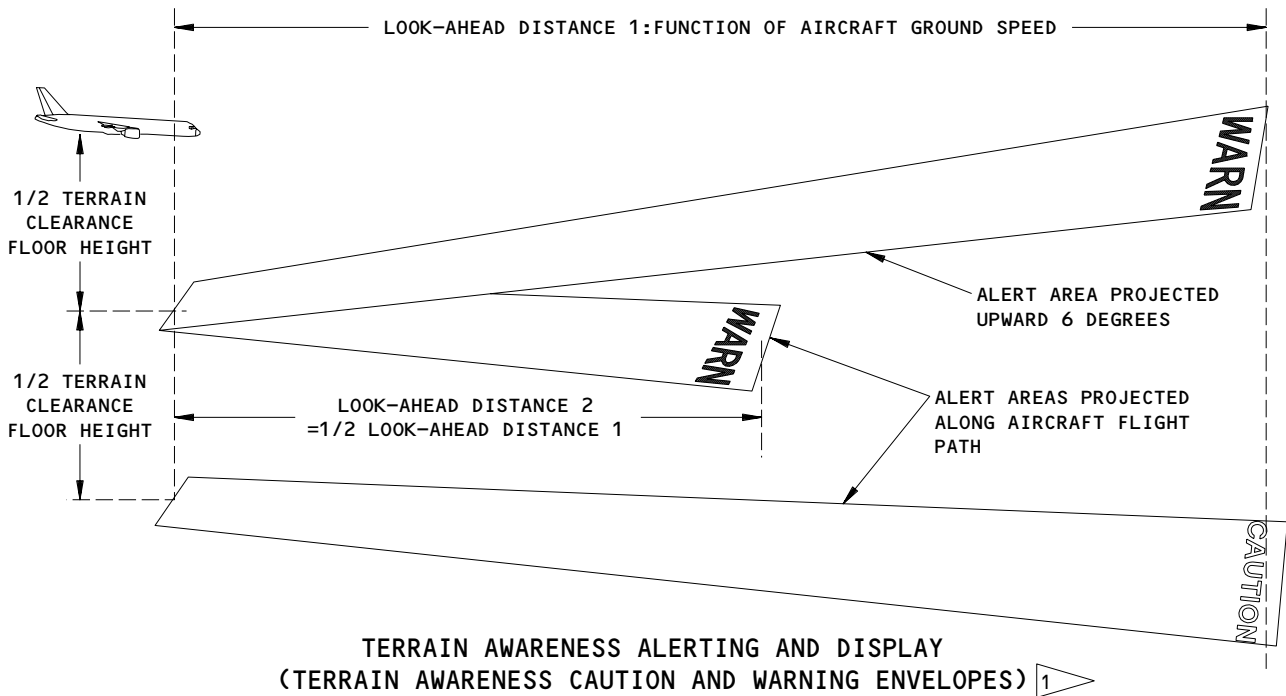 LOOK-AHEAD DISTANCE 1:FUNCTION OF AIRCRAFT GROUND SPEED
WARN
1/2 TERRAIN
CLEARANCE
FLOOR HEIGHT
ALERT AREA PROJECTED
UPWARD 6 DEGREES
WARN
1/2 TERRAIN
CLEARANCE
FLOOR HEIGHT
LOOK-AHEAD DISTANCE 2
=1/2 LOOK-AHEAD DISTANCE 1
ALERT AREAS PROJECTED
ALONG AIRCRAFT FLIGHT
PATH
CAUTION
TERRAIN AWARENESS ALERTING AND DISPLAY
(TERRAIN AWARENESS CAUTION AND WARNING ENVELOPES) 1